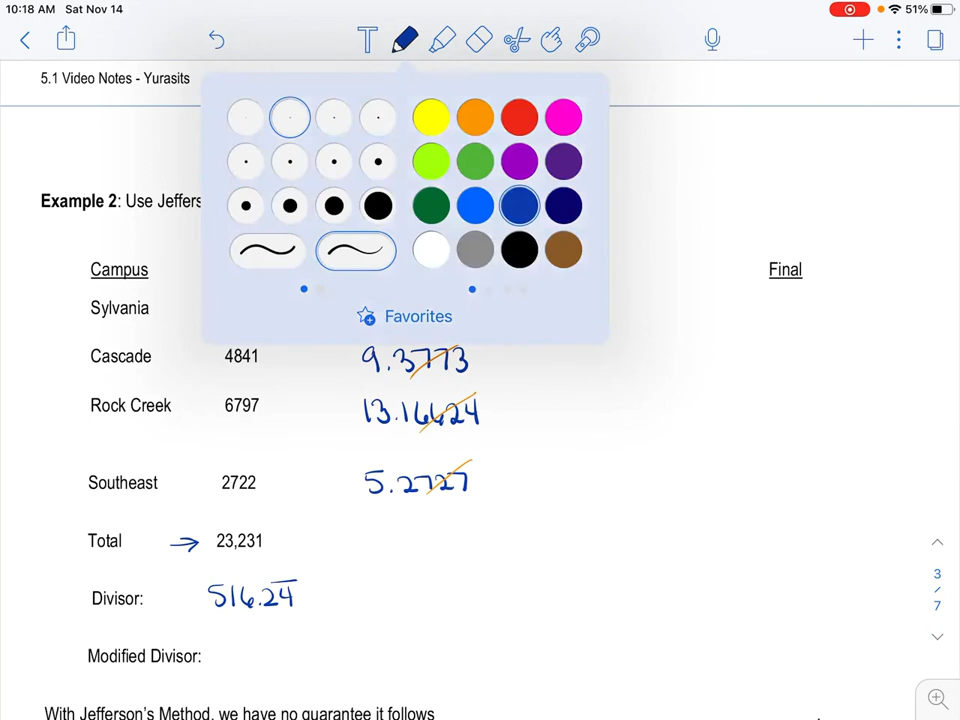 10:18 AM Sat Nov 14 51%
5.1 Video Notes - Yurasits
Example 2: Use Jeffers
Campus Final
Sylvania
Favorites
Cascade 4841 9.3773
Rock Creek 6797 13.16624
Southeast 2722 5.2727
Total → 23,231
Divisor: 516.24̅
3
/
7
Modified Divisor:
With Jefferson's Method, we have no guarantee it follows